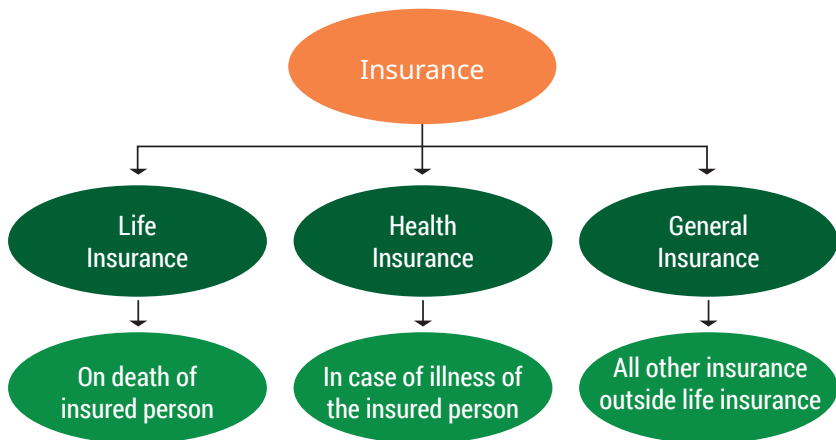 Insurance
Life
Insurance
Health
Insurance
General
Insurance
On death of
insured person
In case of illness of
the insured person
All other insurance
outside life insurance